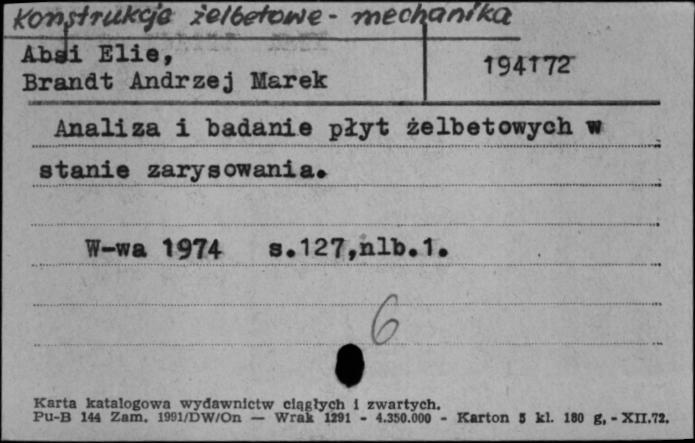 Konstrukcje żelbetowe - mechanika
Absi Elie,
Brandt Andrzej Marek
194172
Analiza i badanie płyt żelbetowych w
stanie zarysowania.
W-wa 1974 s.127,nlb.1.
6
Karta katalogowa wydawnictw ciągłych i zwartych.
Pu-B 144 Zam. 1991/DW/On — Wrak 1291 - 4.350.000 - Karton 5 kl. 180 g, - XII.72.